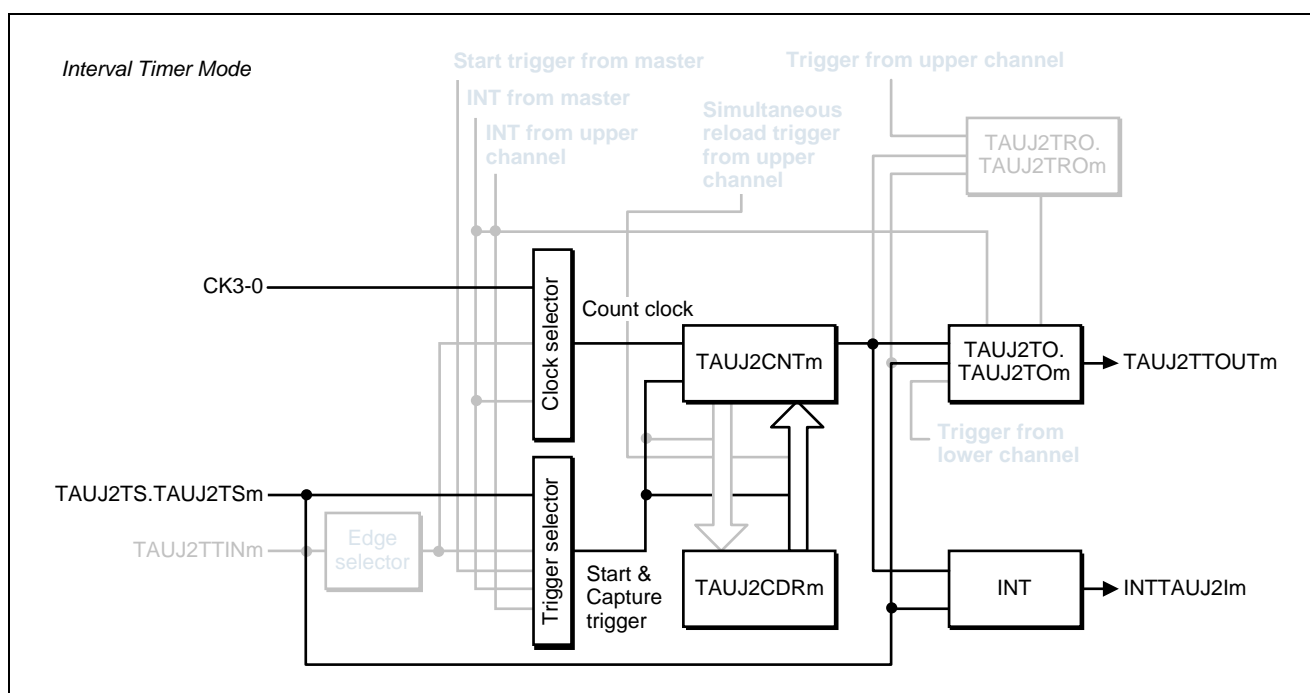 Interval Timer Mode
Start trigger from master
INT from master
INT from upper
channel
Simultaneous
reload trigger
from upper
channel
Trigger from upper channel
TAUJ2TRO.
TAUJ2TROm
CK3-0
Clock selector
Count clock
TAUJ2CNTm
TAUJ2TO.
TAUJ2TOm
TAUJ2TTOUTm
Trigger from
lower channel
TAUJ2TS.TAUJ2TSm
TAUJ2TTINm
Edge
selector
Trigger selector
Start &
Capture
trigger
TAUJ2CDRm
INT
INTTAUJ2Im